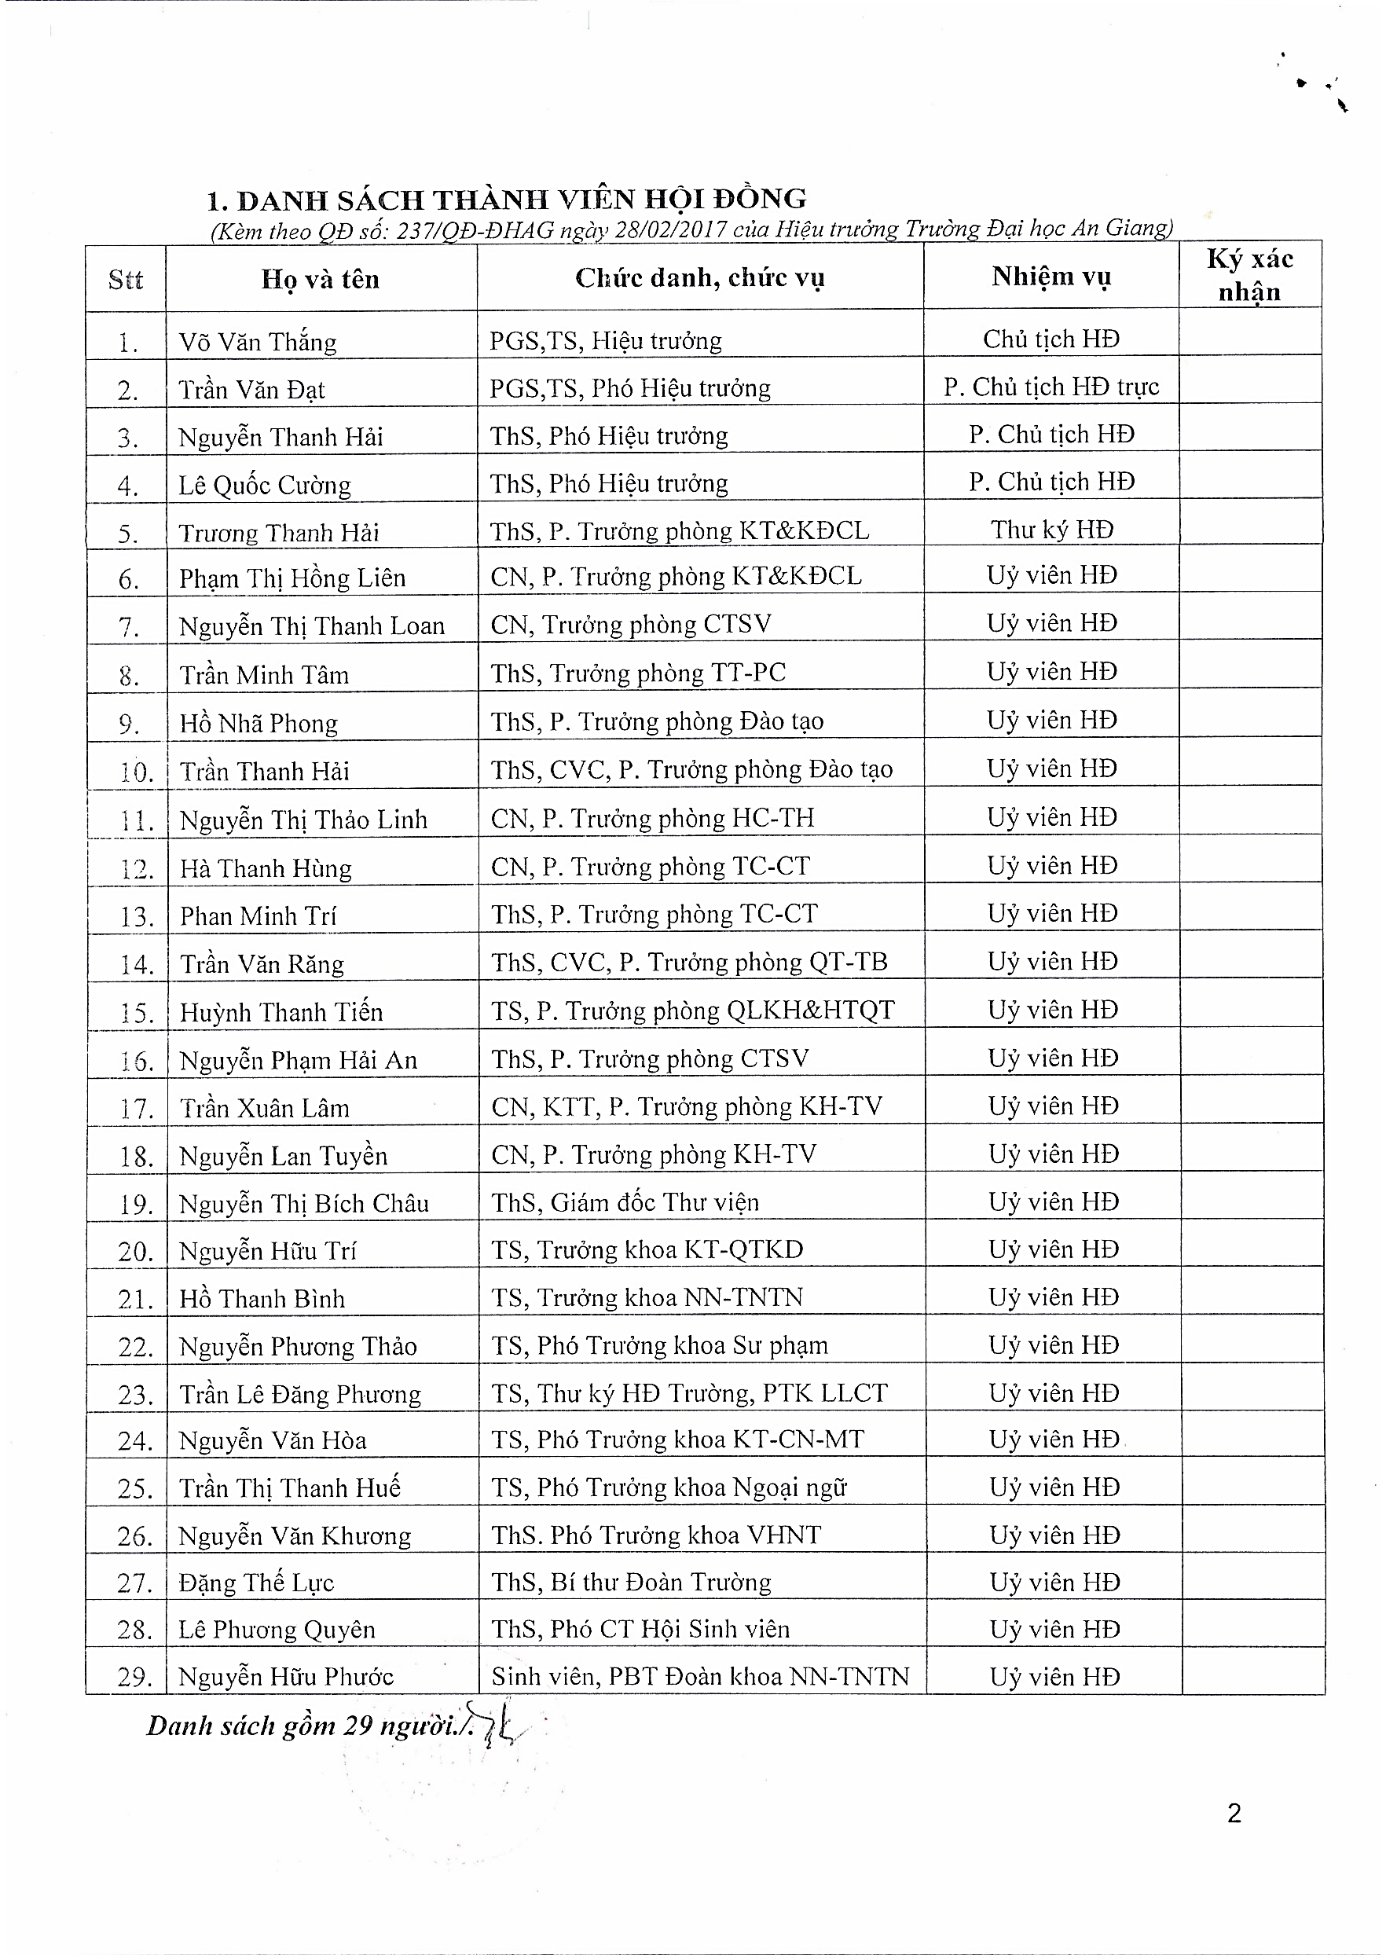 1. DANH SÁCH THÀNH VIÊN HỘI ĐỒNG
(Kèm theo QĐ số: 237/QĐ-ĐHAG ngày 28/02/2017 của Hiệu trưởng Trường Đại học An Giang)
Stt Họ và tên Chức danh, chức vụ Nhiệm vụ Ký xác nhận
1. Võ Văn Thắng PGS,TS, Hiệu trưởng Chủ tịch HĐ
2. Trần Văn Đạt PGS,TS, Phó Hiệu trưởng P. Chủ tịch HĐ trực
3. Nguyễn Thanh Hải ThS, Phó Hiệu trưởng P. Chủ tịch HĐ
4. Lê Quốc Cường ThS, Phó Hiệu trưởng P. Chủ tịch HĐ
5. Trương Thanh Hải ThS, P. Trưởng phòng KT&KĐCL Thư ký HĐ
6. Phạm Thị Hồng Liên CN, P. Trưởng phòng KT&KĐCL Uỷ viên HĐ
7. Nguyễn Thị Thanh Loan CN, Trưởng phòng CTSV Uỷ viên HĐ
8. Trần Minh Tâm ThS, Trưởng phòng TT-PC Uỷ viên HĐ
9. Hồ Nhã Phong ThS, P. Trưởng phòng Đào tạo Uỷ viên HĐ
10. Trần Thanh Hải ThS, CVC, P. Trưởng phòng Đào tạo Uỷ viên HĐ
11. Nguyễn Thị Thảo Linh CN, P. Trưởng phòng HC-TH Uỷ viên HĐ
12. Hà Thanh Hùng CN, P. Trưởng phòng TC-CT Uỷ viên HĐ
13. Phan Minh Trí ThS, P. Trưởng phòng TC-CT Uỷ viên HĐ
14. Trần Văn Răng ThS, CVC, P. Trưởng phòng QT-TB Uỷ viên HĐ
15. Huỳnh Thanh Tiến TS, P. Trưởng phòng QLKH&HTQT Uỷ viên HĐ
16. Nguyễn Phạm Hải An ThS, P. Trưởng phòng CTSV Uỷ viên HĐ
17. Trần Xuân Lâm CN, KTT, P. Trưởng phòng KH-TV Uỷ viên HĐ
18. Nguyễn Lan Tuyền CN, P. Trưởng phòng KH-TV Uỷ viên HĐ
19. Nguyễn Thị Bích Châu ThS, Giám đốc Thư viện Uỷ viên HĐ
20. Nguyễn Hữu Trí TS, Trưởng khoa KT-QTKD Uỷ viên HĐ
21. Hồ Thanh Bình TS, Trưởng khoa NN-TNTN Uỷ viên HĐ
22. Nguyễn Phương Thảo TS, Phó Trưởng khoa Sư phạm Uỷ viên HĐ
23. Trần Lê Đăng Phương TS, Thư ký HĐ Trường, PTK LLCT Uỷ viên HĐ
24. Nguyễn Văn Hòa TS, Phó Trưởng khoa KT-CN-MT Uỷ viên HĐ
25. Trần Thị Thanh Huế TS, Phó Trưởng khoa Ngoại ngữ Uỷ viên HĐ
26. Nguyễn Văn Khương ThS. Phó Trưởng khoa VHNT Uỷ viên HĐ
27. Đặng Thế Lực ThS, Bí thư Đoàn Trường Uỷ viên HĐ
28. Lê Phương Quyên ThS, Phó CT Hội Sinh viên Uỷ viên HĐ
29. Nguyễn Hữu Phước Sinh viên, PBT Đoàn khoa NN-TNTN Uỷ viên HĐ
Danh sách gồm 29 người./.
2